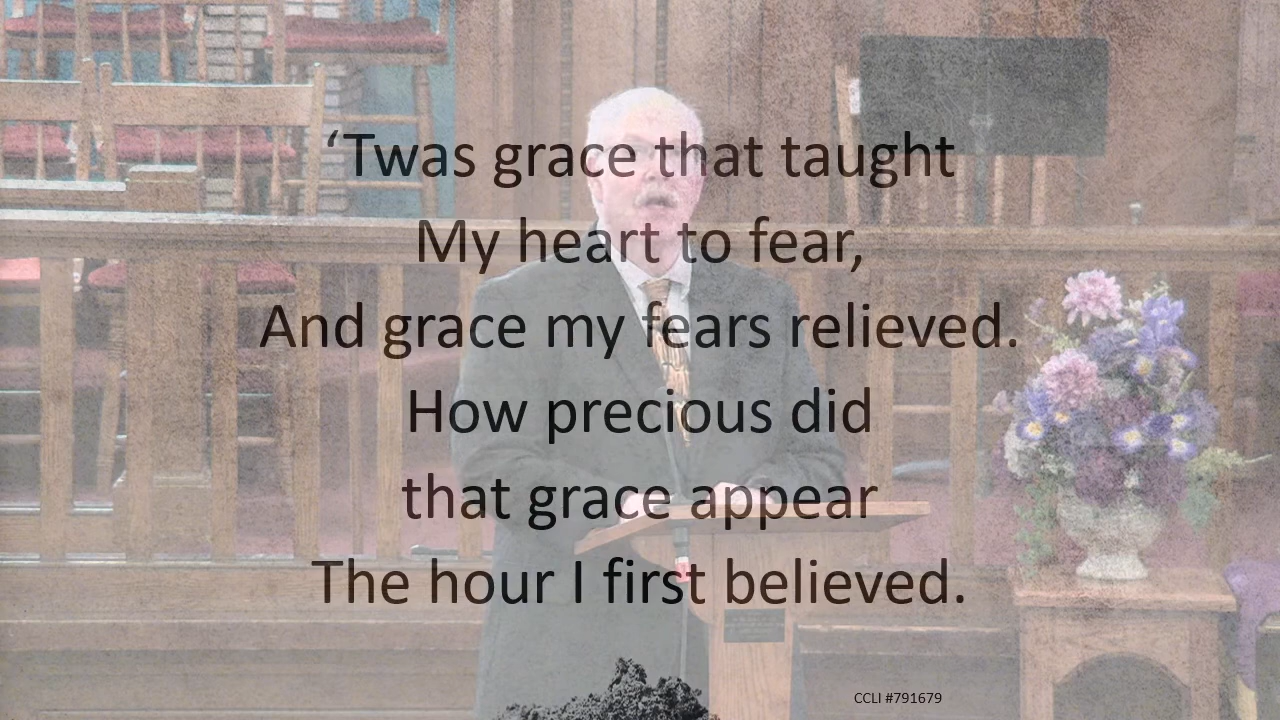 ‘Twas grace that taught
My heart to fear,
And grace my fears relieved.
How precious did
that grace appear
The hour I first believed.
CCLI #791679